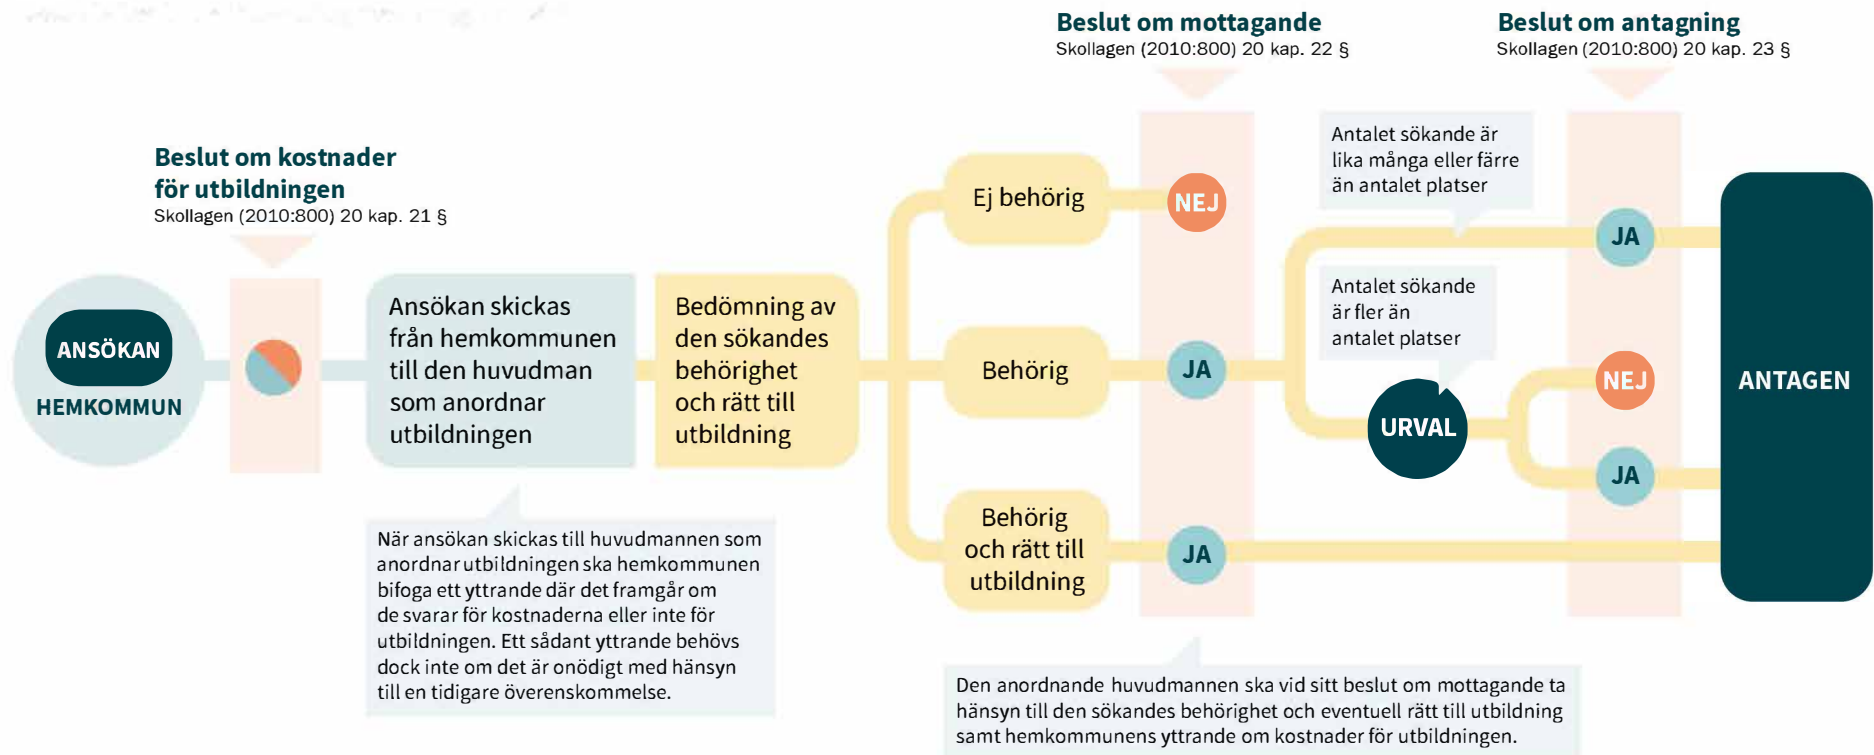 Beslut om mottagande
Skollagen (2010:800) 20 kap. 22 §
Beslut om antagning
Skollagen (2010:800) 20 kap. 23 §
Beslut om kostnader
för utbildningen
Skollagen (2010:800) 20 kap. 21 §
ANSÖKAN
HEMKOMMUN
Ansökan skickas
från hemkommunen
till den huvudman
som anordnar
utbildningen
Bedömning av
den sökandes
behörighet
och rätt till
utbildning
När ansökan skickas till huvudmannen som
anordnar utbildningen ska hemkommunen
bifoga ett yttrande där det framgår om
de svarar för kostnaderna eller inte för
utbildningen. Ett sådant yttrande behövs
dock inte om det är onödigt med hänsyn
till en tidigare överenskommelse.
Ej behörig
NEJ
Behörig
JA
Behörig
och rätt till
utbildning
JA
Antalet sökande är
lika många eller färre
än antalet platser
JA
Antalet sökande
är fler än
antalet platser
URVAL
NEJ
JA
ANTAGEN
Den anordnande huvudmannen ska vid sitt beslut om mottagande ta
hänsyn till den sökandes behörighet och eventuell rätt till utbildning
samt hemkommunens yttrande om kostnader för utbildningen.